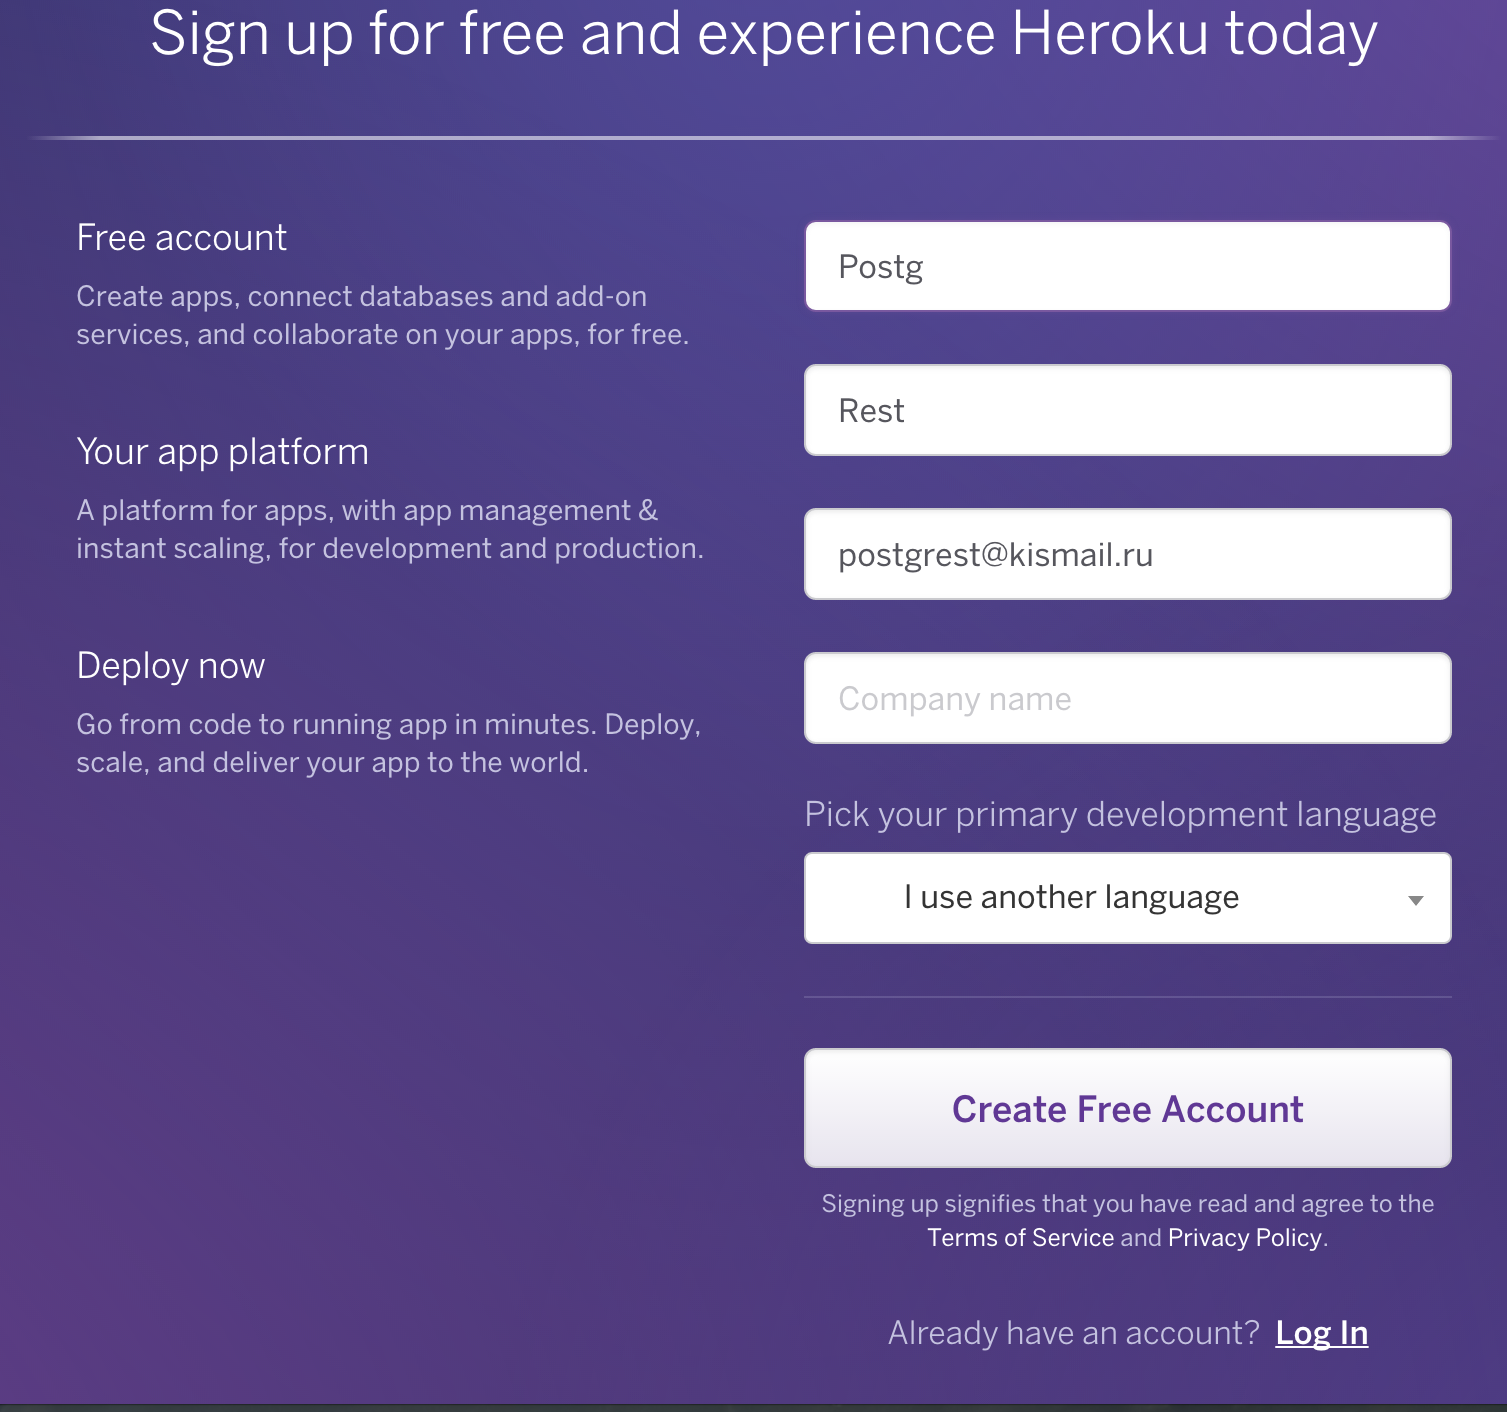 Sign up for free and experience Heroku today
Free account
Create apps, connect databases and add-on
services, and collaborate on your apps, for free.
Your app platform
A platform for apps, with app management &
instant scaling, for development and production.
Deploy now
Go from code to running app in minutes. Deploy,
scale, and deliver your app to the world.
Postg
Rest
postgrest@kismail.ru
Company name
Pick your primary development language
I use another language
Create Free Account
Signing up signifies that you have read and agree to the
Terms of Service and Privacy Policy.
Already have an account? Log In